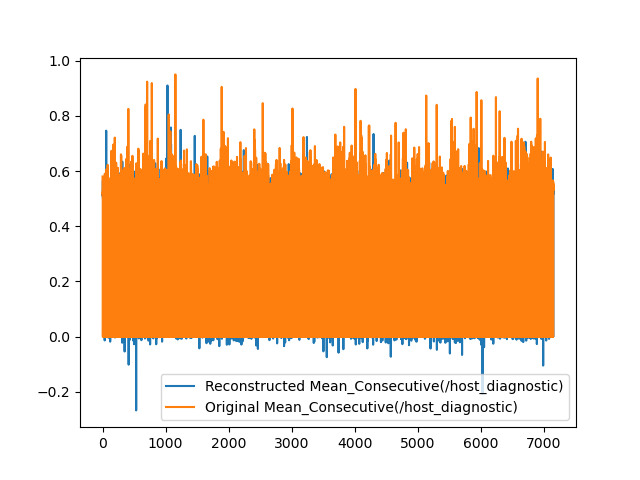 1.0
0.8
0.6
0.4
0.2
0.0
−0.2
Reconstructed Mean_Consecutive(/host_diagnostic)
Original Mean_Consecutive(/host_diagnostic)
0 1000 2000 3000 4000 5000 6000 7000